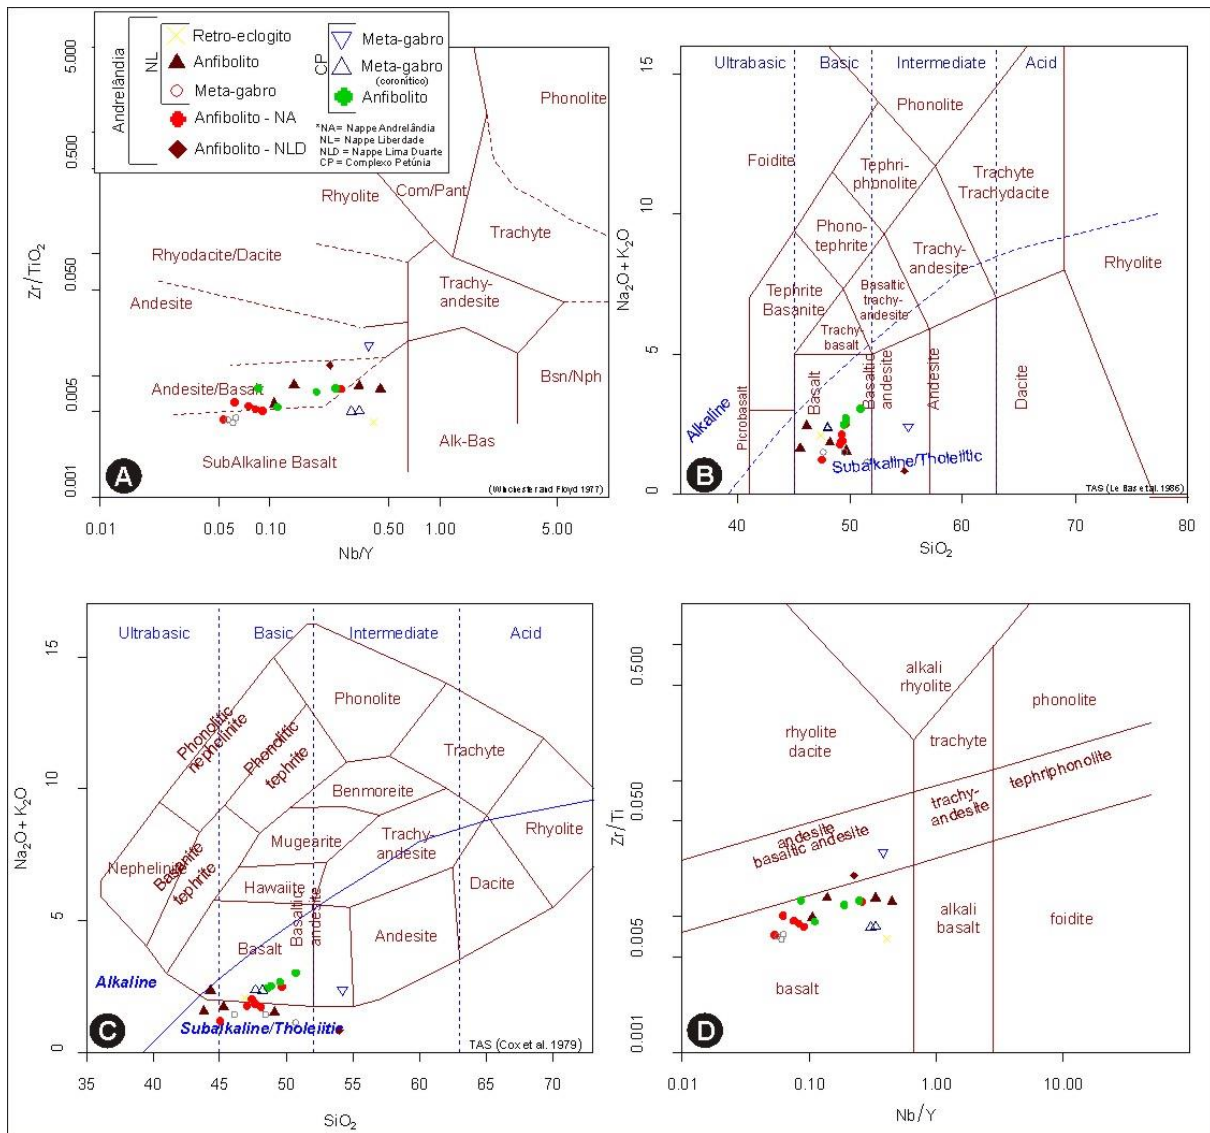 Andrelândia
NL
Retro-eclogito
Anfibolito
Meta-gabro
Anfibolito - NA
Anfibolito - NLD
CP
Meta-gabro
Meta-gabro
(coronítico)
Anfibolito
*NA= Nappe Andrelândia
NL= Nappe Liberdade
NLD = Nappe Lima Duarte
CP = Complexo Petúnia
Zr/TiO2
5.000
0.500
0.050
0.005
0.001
Phonolite
Com/Pant
Rhyolite
Trachyte
Rhyodacite/Dacite
Trachy-
andesite
Andesite
Andesite/Basalt
Bsn/Nph
Alk-Bas
SubAlkaline Basalt
A
(Winchester and Floyd 1977)
0.01
0.05
0.10
0.50
1.00
5.00
Nb/Y
Na2O + K2O
15
10
5
0
Ultrabasic
Basic
Intermediate
Acid
Phonolite
Foidite
Tephri-
phonolite
Trachyte
Trachydacite
Phono-
tephrite
Trachy-
andesite
Rhyolite
Tephrite
Basanite
Basaltic
trachy-
andesite
Trachy-
basalt
Picrobasalt
Basalt
Basaltic
andesite
Andesite
Dacite
Alkaline
Subalkaline/Tholeiitic
B
TAS (Le Bas et al. 1986)
40
50
60
70
80
SiO2
Na2O + K2O
15
10
5
0
Ultrabasic
Basic
Intermediate
Acid
Phonolitic
nephelinite
Phonolitic
tephrite
Phonolite
Trachyte
Benmoreite
Mugearite
Trachy-
andesite
Rhyolite
Nephelinite
Basanite
tephrite
Hawaiite
Dacite
Basalt
Basaltic
andesite
Andesite
Alkaline
Subalkaline/Tholeiitic
C
TAS (Cox et al. 1979)
35
40
45
50
55
60
65
70
SiO2
Zr/Ti
0.500
0.050
0.005
0.001
alkali
rhyolite
phonolite
rhyolite
dacite
trachyte
tephriphonolite
trachy-
andesite
andesite
basaltic andesite
alkali
basalt
foidite
basalt
D
0.01
0.10
1.00
10.00
Nb/Y